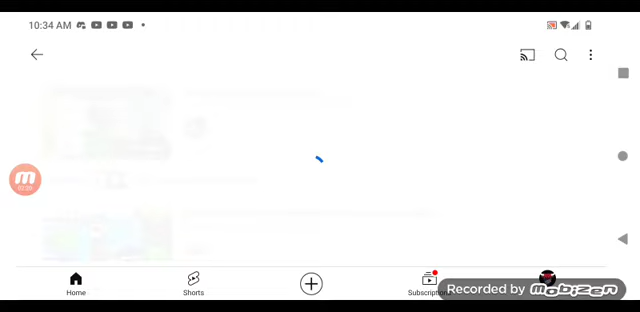 10:34 AM
Home
Shorts
Subscriptions
Recorded by mobizen